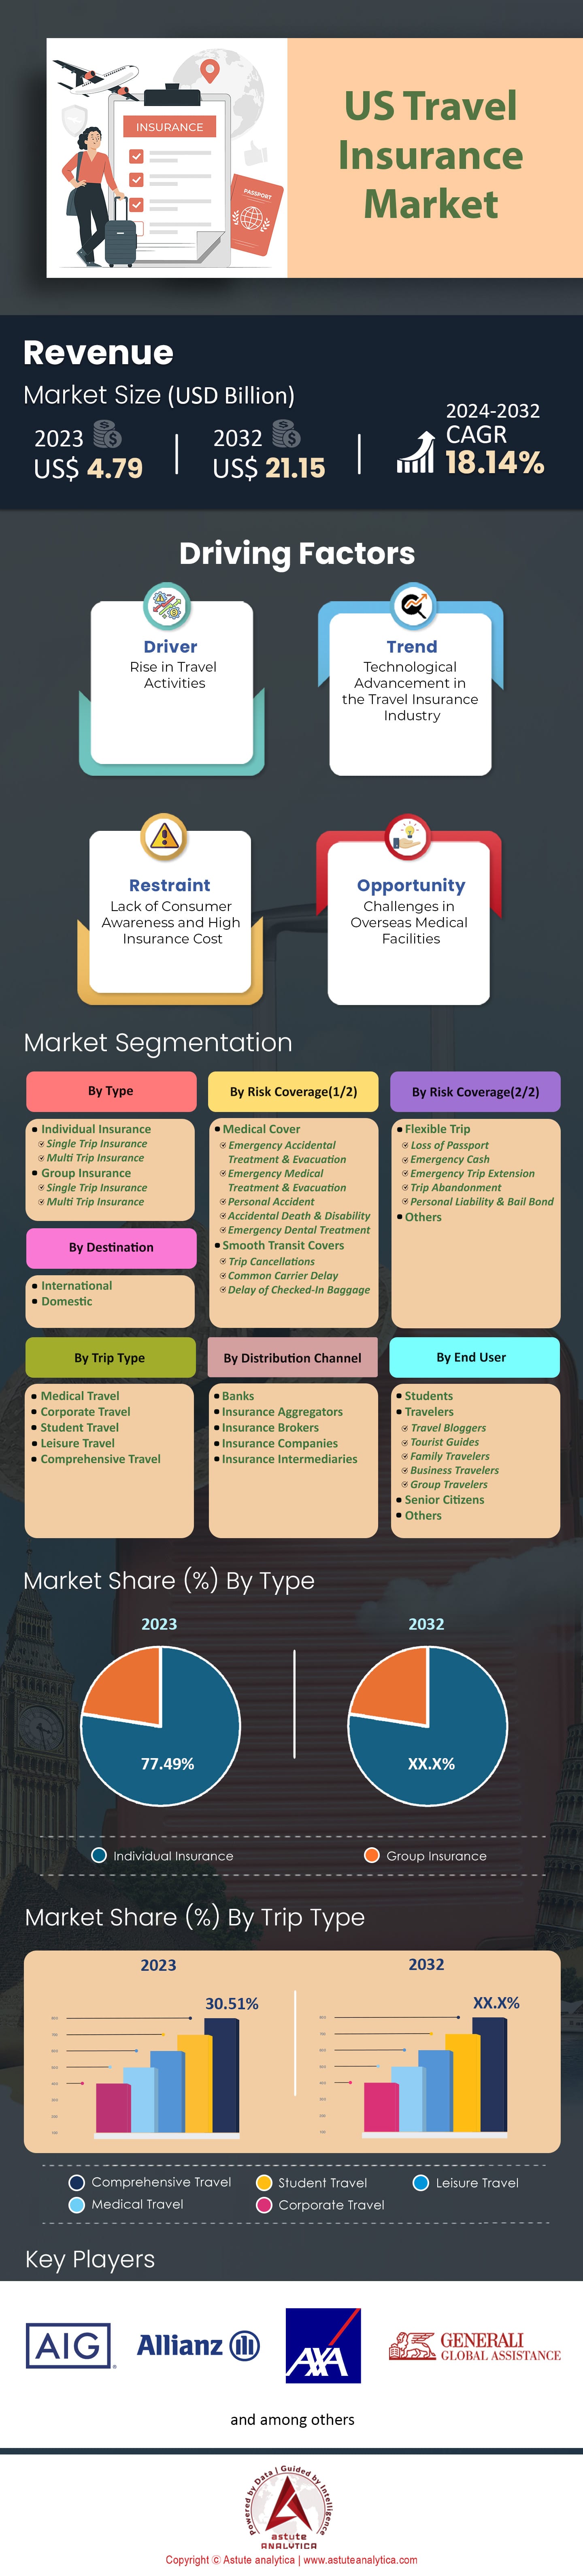 INSURANCE
PASSPORT
US Travel
Insurance
Market
Revenue
Market Size (USD Billion)
2023
US$ 4.79
2032
US$ 21.15
2024-2032
CAGR
18.14%
Driving Factors
Driver
Rise in Travel
Activities
Trend
Technological
Advancement in
the Travel Insurance
Industry
Restraint
Lack of Consumer
Awareness and High
Insurance Cost
Opportunity
Challenges in
Overseas Medical
Facilities
Market Segmentation
By Type
Individual Insurance
Single Trip Insurance
Multi Trip Insurance
Group Insurance
Single Trip Insurance
Multi Trip Insurance
By Destination
International
Domestic
By Risk Coverage(1/2)
Medical Cover
Emergency Accidental
Treatment & Evacuation
Emergency Medical
Treatment & Evacuation
Personal Accident
Accidental Death & Disability
Emergency Dental Treatment
Smooth Transit Covers
Trip Cancellations
Common Carrier Delay
Delay of Checked-In Baggage
By Risk Coverage(2/2)
Flexible Trip
Loss of Passport
Emergency Cash
Emergency Trip Extension
Trip Abandonment
Personal Liability & Bail Bond
Others
By Trip Type
Medical Travel
Corporate Travel
Student Travel
Leisure Travel
Comprehensive Travel
By Distribution Channel
Banks
Insurance Aggregators
Insurance Brokers
Insurance Companies
Insurance Intermediaries
By End User
Students
Travelers
Travel Bloggers
Tourist Guides
Family Travelers
Business Travelers
Group Travelers
Senior Citizens
Others
Market Share (%) By Type
2023
77.49%
2032
XX.X%
Individual Insurance
Group Insurance
Market Share (%) By Trip Type
2023
30.51%
2032
XX.X%
Comprehensive Travel
Student Travel
Leisure Travel
Medical Travel
Corporate Travel
Key Players
AIG
Allianz
AXA
GENERALI
GLOBAL ASSISTANCE
and among others
Powered by Data | Guided by Intelligence
astute
ANALYTICA
Copyright © Astute analytica | www.astuteanalytica.com